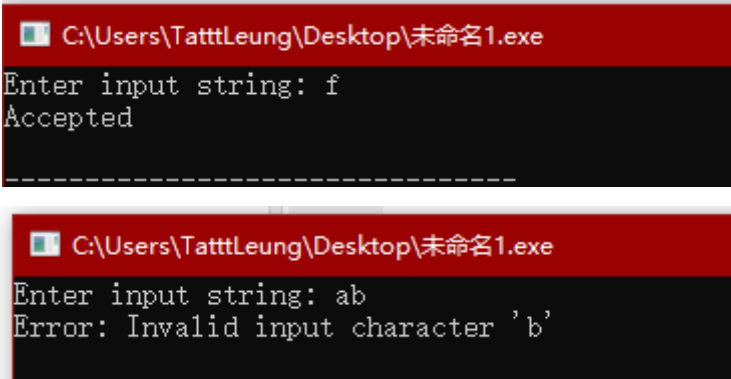 C:\Users\TatttLeung\Desktop\未命名1.exe
Enter input string: f
Accepted
--------------------------------
C:\Users\TatttLeung\Desktop\未命名1.exe
Enter input string: ab
Error: Invalid input character 'b'